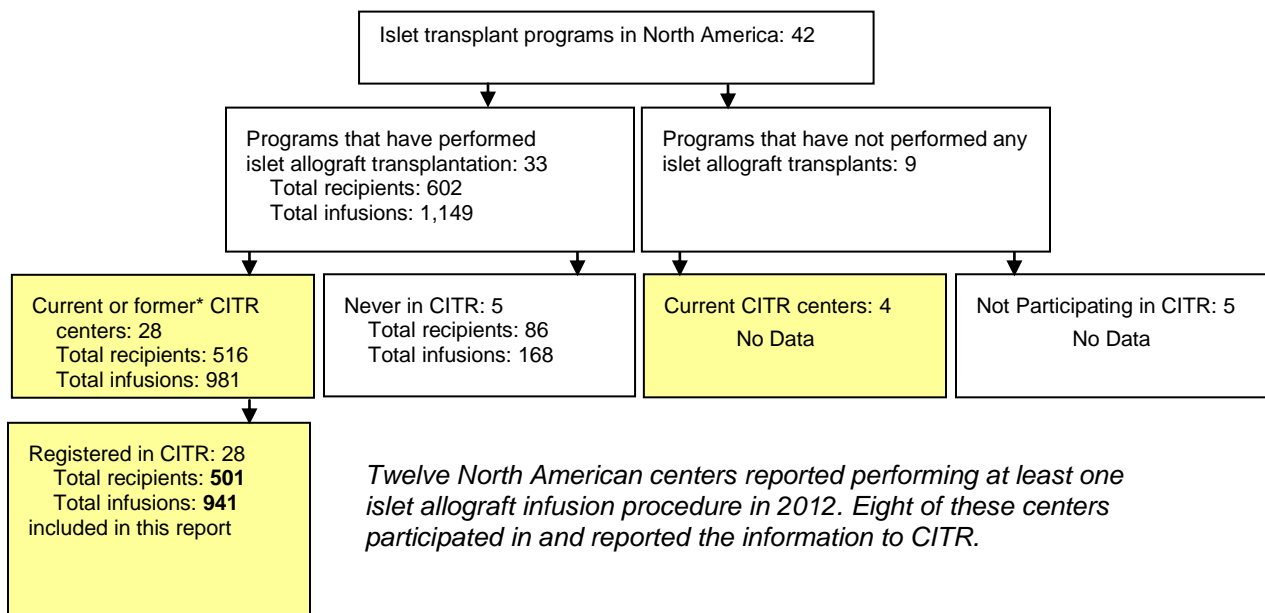 Islet transplant programs in North America: 42
Programs that have performed
islet allograft transplantation: 33
Total recipients: 602
Total infusions: 1,149
Programs that have not performed any
islet allograft transplants: 9
Current or former* CITR
centers: 28
Total recipients: 516
Total infusions: 981
Never in CITR: 5
Total recipients: 86
Total infusions: 168
Current CITR centers: 4
No Data
Not Participating in CITR: 5
No Data
Registered in CITR: 28
Total recipients: 501
Total infusions: 941
included in this report
Twelve North American centers reported performing at least one
islet allograft infusion procedure in 2012. Eight of these centers
participated in and reported the information to CITR.